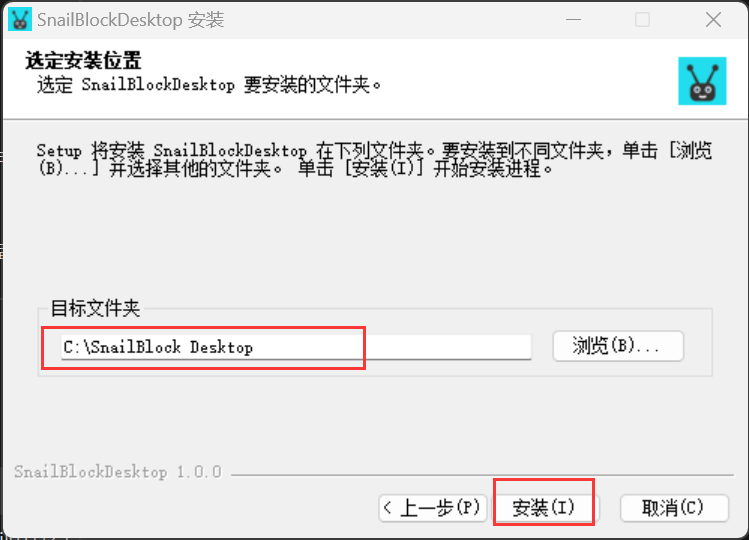 SnailBlockDesktop 安装
选定安装位置
选定 SnailBlockDesktop 要安装的文件夹。
Setup 将安装 SnailBlockDesktop 在下列文件夹。要安装到不同文件夹，单击 [浏览
(B)...] 并选择其他的文件夹。 单击 [安装(I)] 开始安装进程。
目标文件夹
C:\SnailBlock Desktop
浏览(B)...
SnailBlockDesktop 1.0.0
< 上一步(P)
安装(I)
取消(C)